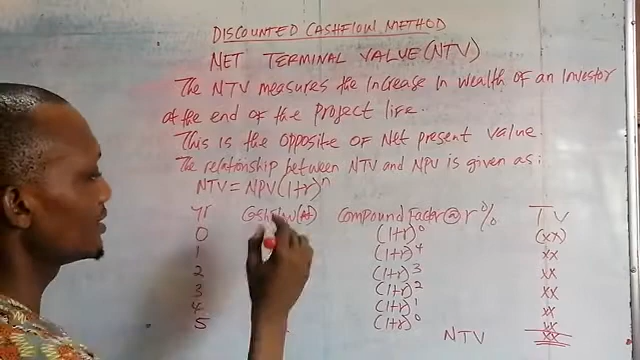 DISCOUNTED CASHFLOW METHOD
NET TERMINAL VALUE (NTV)
The NTV measures the Increase in Wealth of an Investor
at the end of the Project life.
This is the opposite of Net present value.
The relationship between NTV and NPV is given as:
NTV = NPV(1+r)^n
Yr Cashflow(A) Compound Factor@ r% TV
0 (1+r)^0 (xx)
1 (1+r)^4 xx
2 (1+r)^3 xx
3 (1+r)^2 xx
4 (1+r)^1 xx
5 (1+r)^0 xx
NTV xx